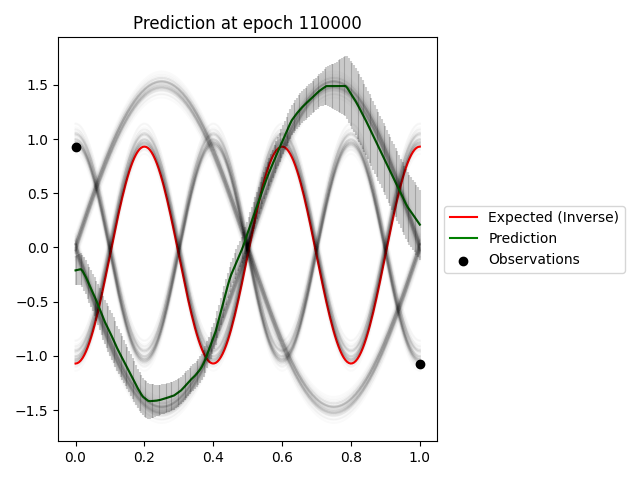 Prediction at epoch 110000
1.5
1.0
0.5
0.0
−0.5
−1.0
−1.5
0.0 0.2 0.4 0.6 0.8 1.0
Expected (Inverse)
Prediction
Observations